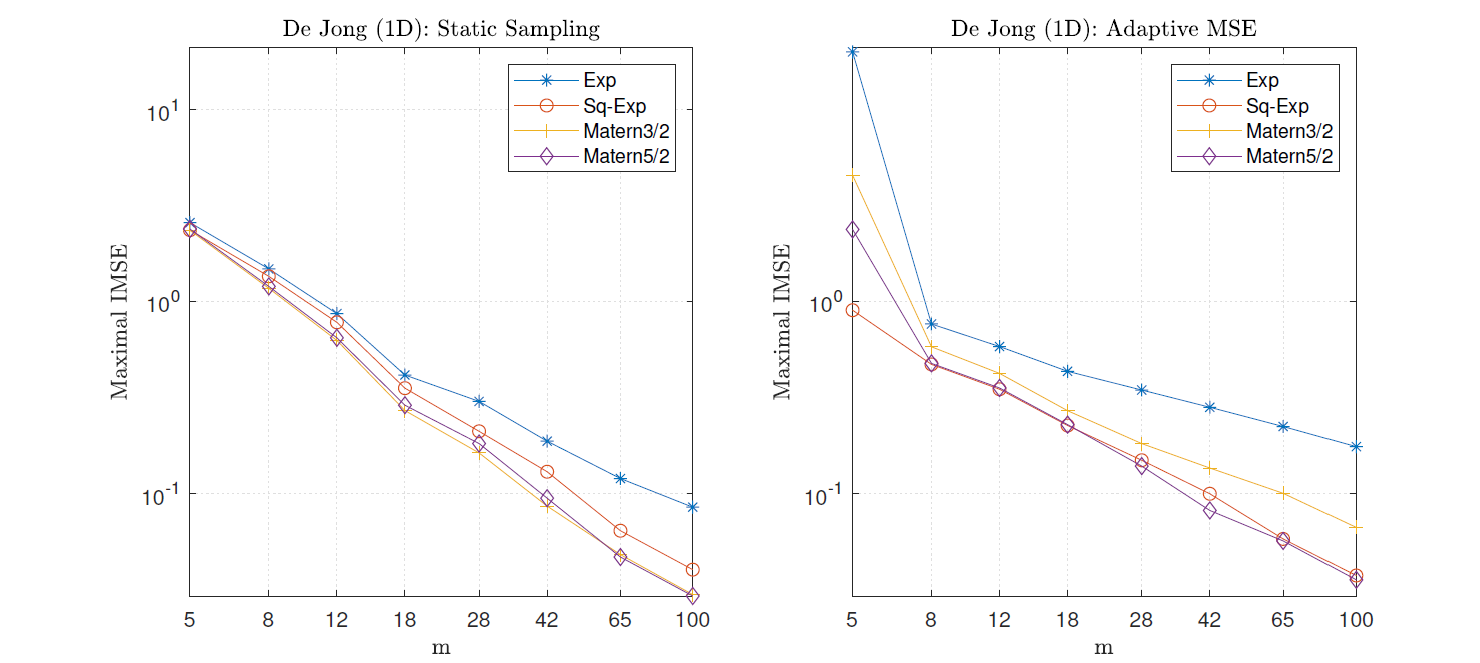 De Jong (1D): Static Sampling
Exp
Sq-Exp
Matern3/2
Matern5/2
10^1
10^0
10^-1
Maximal IMSE
5 8 12 18 28 42 65 100
m
De Jong (1D): Adaptive MSE
Exp
Sq-Exp
Matern3/2
Matern5/2
10^0
10^-1
Maximal IMSE
5 8 12 18 28 42 65 100
m